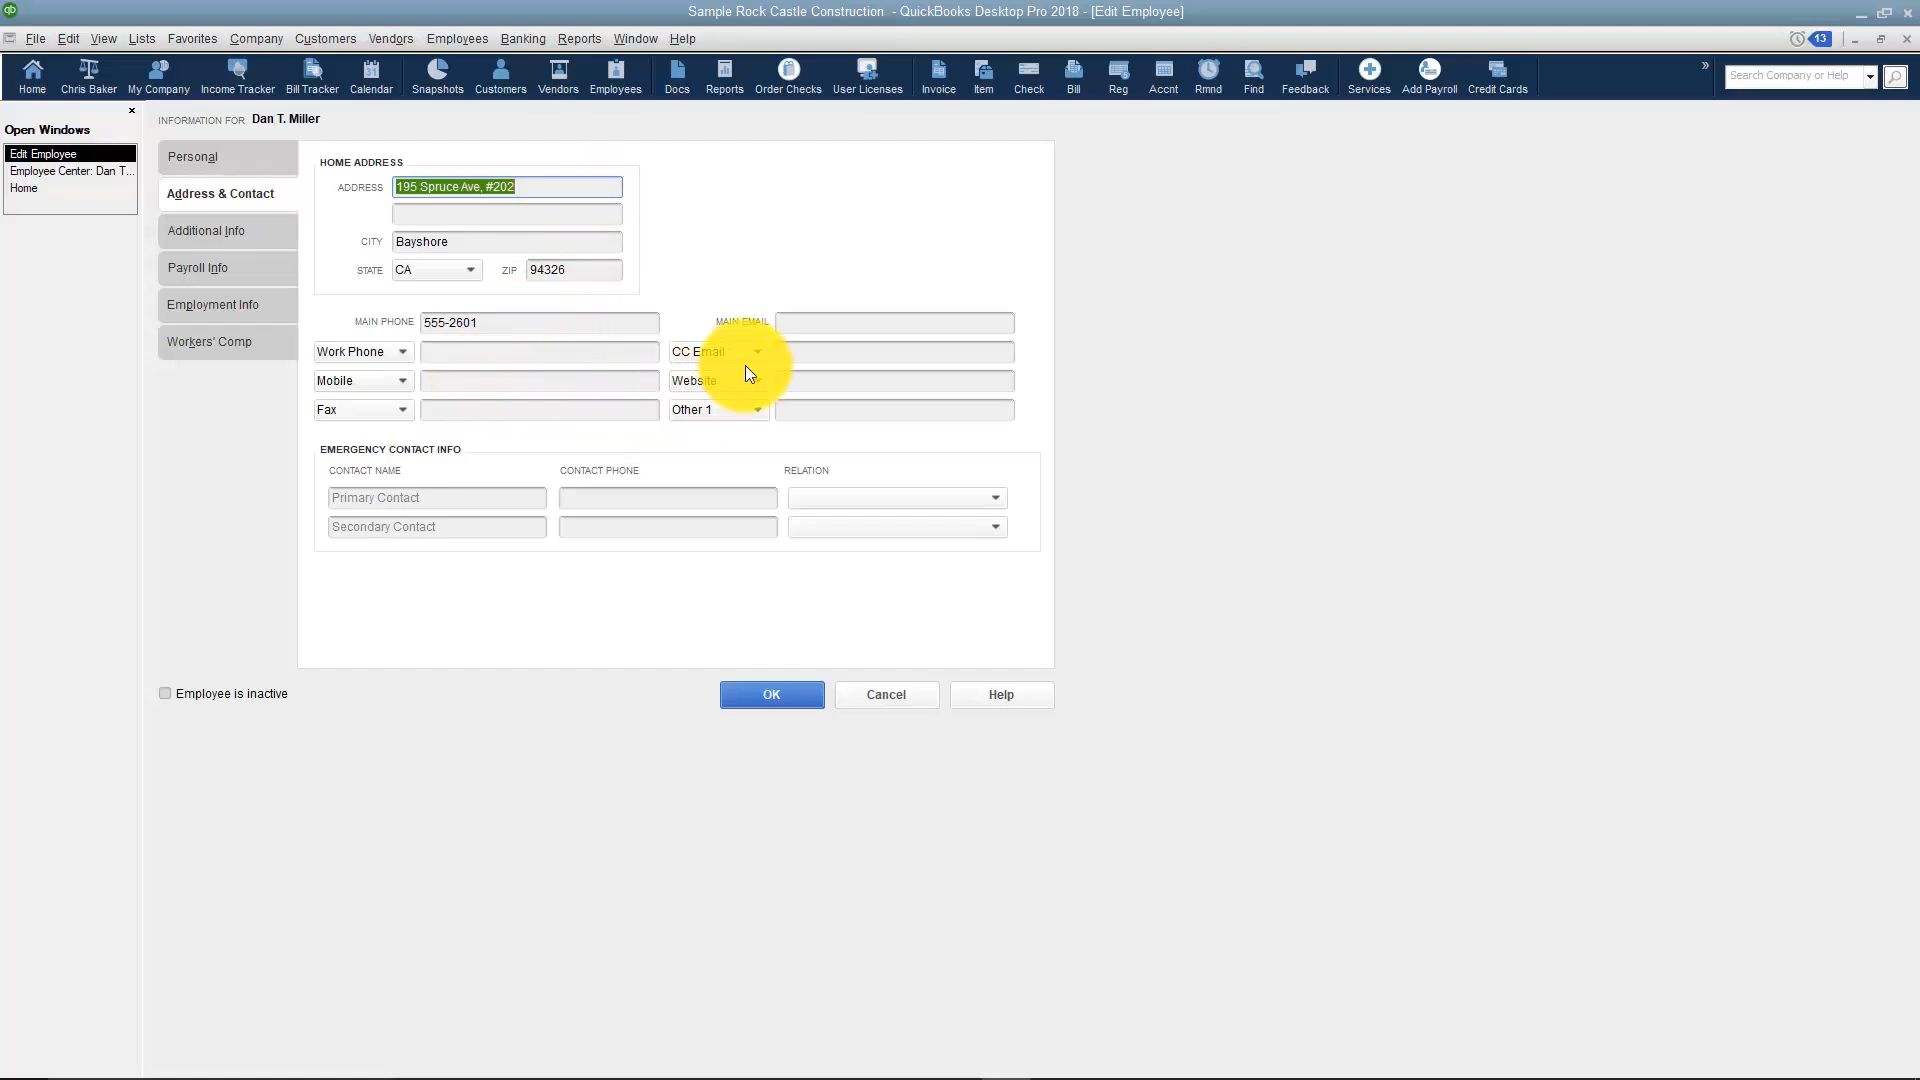 qb
Sample Rock Castle Construction - QuickBooks Desktop Pro 2018 - [Edit Employee]
File Edit View Lists Favorites Company Customers Vendors Employees Banking Reports Window Help
13
Home Chris Baker My Company Income Tracker Bill Tracker Calendar Snapshots Customers Vendors Employees Docs Reports Order Checks User Licenses Invoice Item Check Bill Reg Accnt Rmnd Find Feedback Services Add Payroll Credit Cards » Search Company or Help
Open Windows
Edit Employee
Employee Center: Dan T...
Home
INFORMATION FOR Dan T. Miller
Personal
Address & Contact
Additional Info
Payroll Info
Employment Info
Workers' Comp
HOME ADDRESS
ADDRESS 195 Spruce Ave, #202
CITY Bayshore
STATE CA ZIP 94326
MAIN PHONE 555-2601 MAIN EMAIL
Work Phone CC Email
Mobile Website
Fax Other 1
EMERGENCY CONTACT INFO
CONTACT NAME CONTACT PHONE RELATION
Primary Contact
Secondary Contact
Employee is inactive
OK Cancel Help